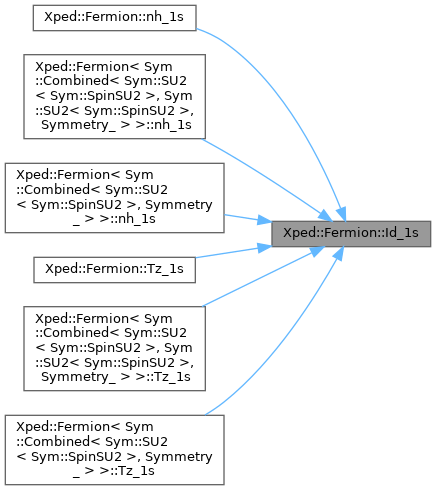 Xped::Fermion::nh_1s
Xped::Fermion< Sym
::Combined< Sym::SU2
< Sym::SpinSU2 >, Sym
::SU2< Sym::SpinSU2 >,
Symmetry_ > >::nh_1s
Xped::Fermion< Sym
::Combined< Sym::SU2
< Sym::SpinSU2 >, Symmetry
_ > >::nh_1s
Xped::Fermion::Id_1s
Xped::Fermion::Tz_1s
Xped::Fermion< Sym
::Combined< Sym::SU2
< Sym::SpinSU2 >, Sym
::SU2< Sym::SpinSU2 >,
Symmetry_ > >::Tz_1s
Xped::Fermion< Sym
::Combined< Sym::SU2
< Sym::SpinSU2 >, Symmetry
_ > >::Tz_1s